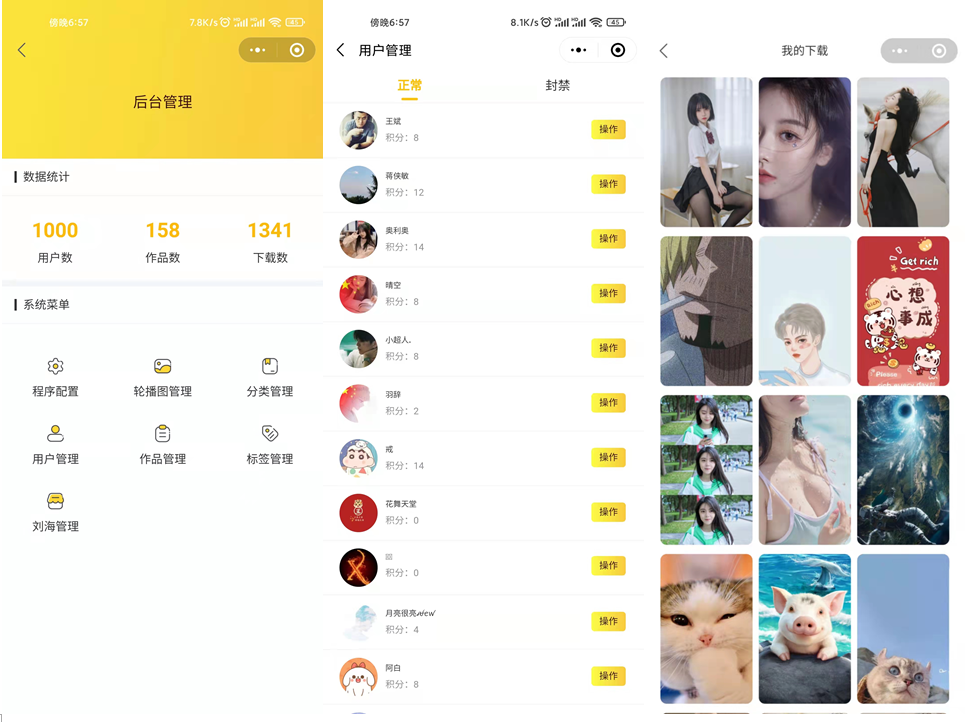 傍晚6:57
7.8K/s
45
后台管理
数据统计
1000
158
1341
用户数
作品数
下载数
系统菜单
程序配置
轮播图管理
分类管理
用户管理
作品管理
标签管理
刘海管理
傍晚6:57
8.1K/s
45
用户管理
正常
封禁
王斌
积分：8
操作
蒋侠敏
积分：12
操作
奥利奥
积分：14
操作
晴空
积分：8
操作
小超人.
积分：8
操作
羽辞
积分：2
操作
戒
积分：14
操作
花舞天堂
积分：0
操作
积分：0
操作
月亮很亮view
积分：4
操作
阿白
积分：8
操作
我的下载
Get rich
心想
事成
Rich
Please